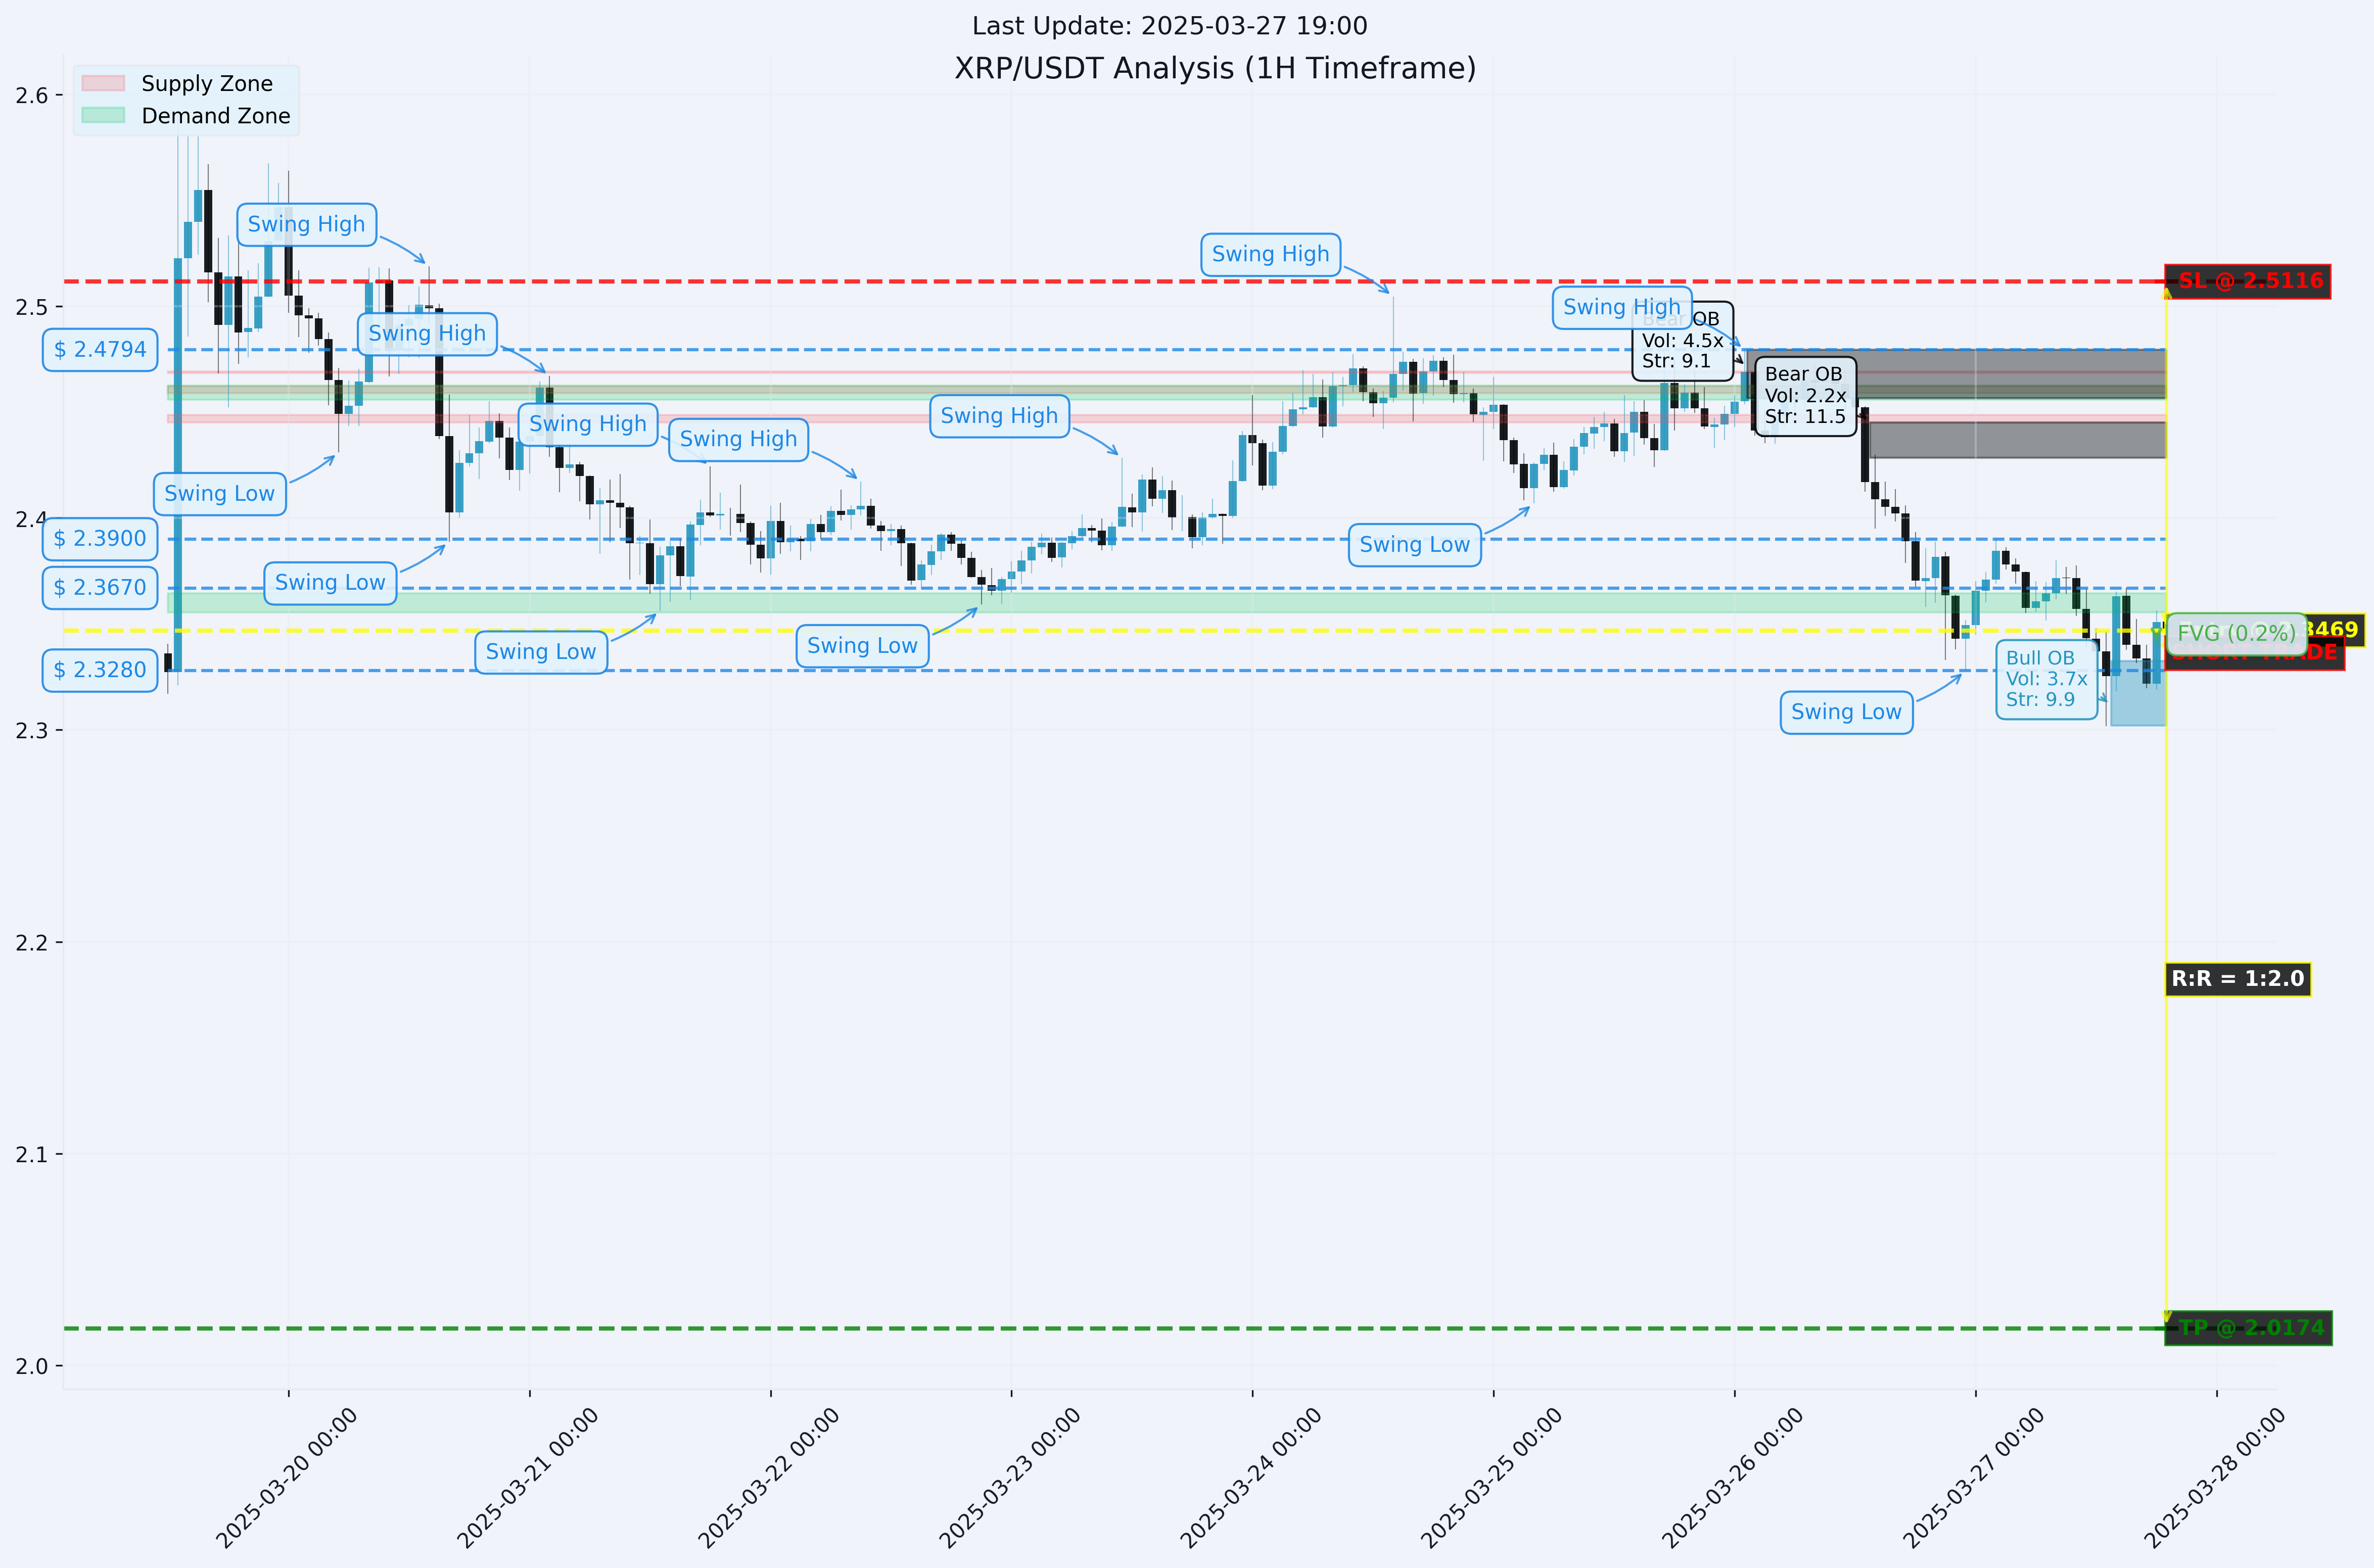 Last Update: 2025-03-27 19:00
XRP/USDT Analysis (1H Timeframe)
Supply Zone
Demand Zone
2.6
2.5
2.4
2.3
2.2
2.1
2.0
$ 2.4794
$ 2.3900
$ 2.3670
$ 2.3280
Swing High
Swing High
Swing High
Swing High
Swing High
Swing High
Swing High
Swing Low
Swing Low
Swing Low
Swing Low
Swing Low
Swing Low
Bear OB
Vol: 4.5x
Str: 9.1
Bear OB
Vol: 2.2x
Str: 11.5
Bull OB
Vol: 3.7x
Str: 9.9
SL @ 2.5116
FVG (0.2%)
3469
SHORT TRADE
R:R = 1:2.0
TP @ 2.0174
2025-03-20 00:00
2025-03-21 00:00
2025-03-22 00:00
2025-03-23 00:00
2025-03-24 00:00
2025-03-25 00:00
2025-03-26 00:00
2025-03-27 00:00
2025-03-28 00:00